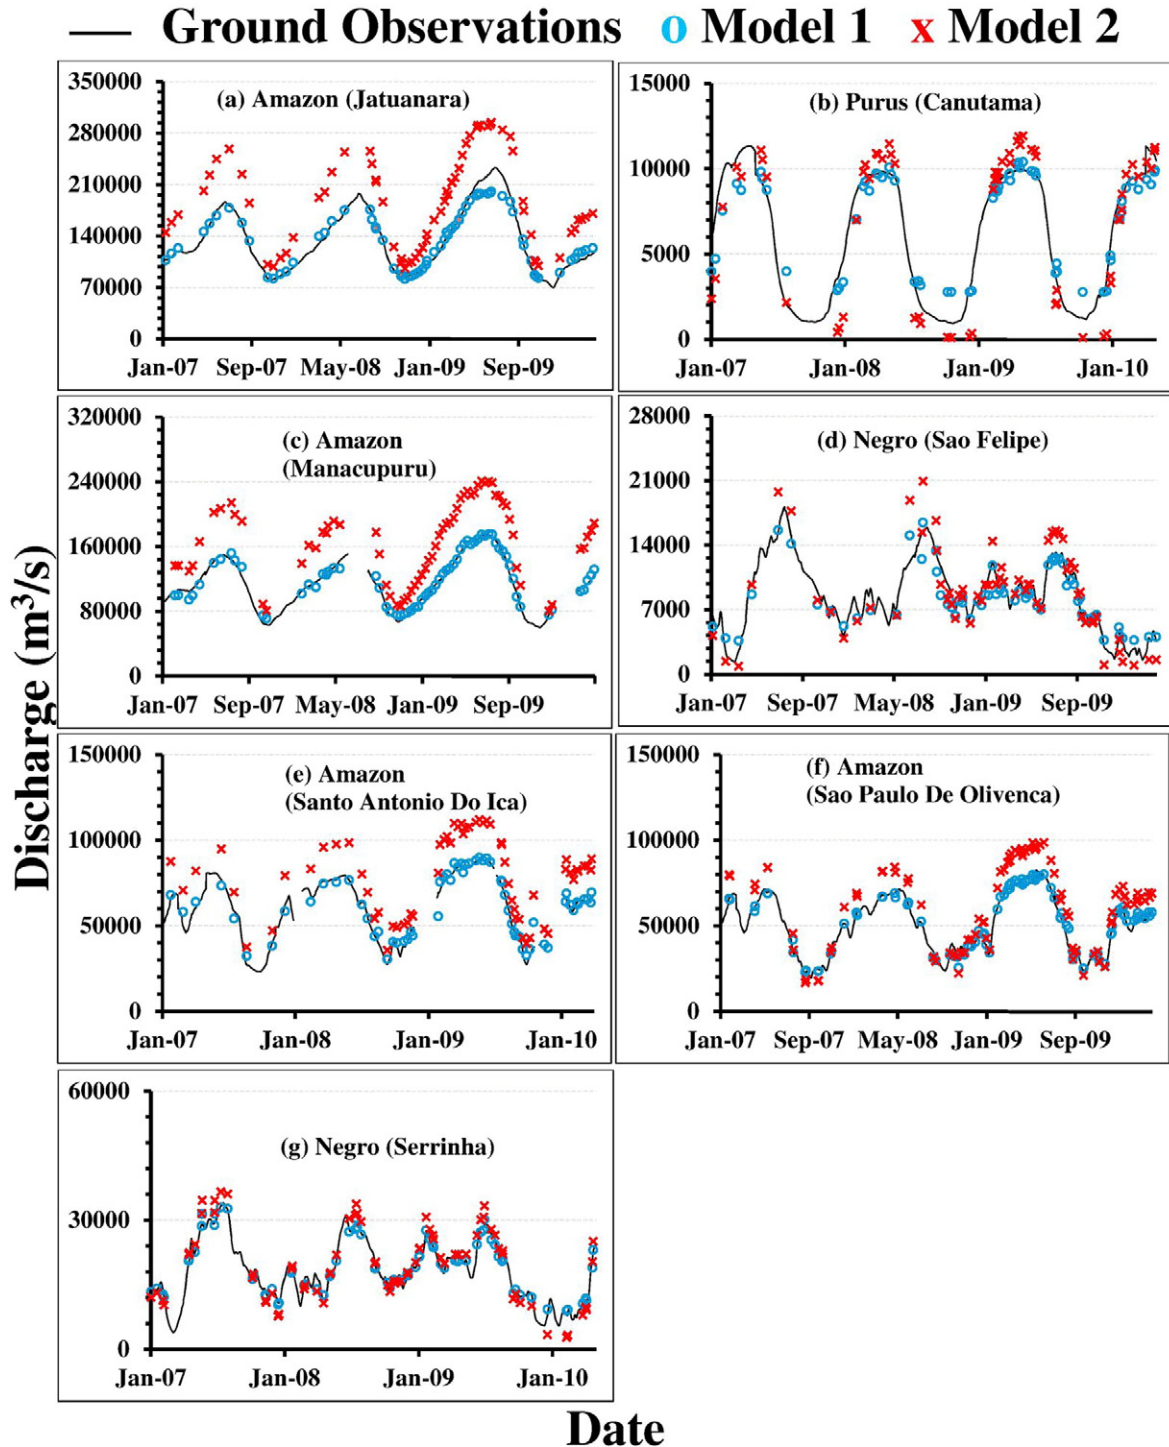 Ground Observations o Model 1 x Model 2
Discharge (m³/s)
(a) Amazon (Jatuanara)
350000
280000
210000
140000
70000
0
Jan-07 Sep-07 May-08 Jan-09 Sep-09
(b) Purus (Canutama)
15000
10000
5000
0
Jan-07 Jan-08 Jan-09 Jan-10
(c) Amazon
(Manacupuru)
320000
240000
160000
80000
0
Jan-07 Sep-07 May-08 Jan-09 Sep-09
(d) Negro (Sao Felipe)
28000
21000
14000
7000
0
Jan-07 Sep-07 May-08 Jan-09 Sep-09
(e) Amazon
(Santo Antonio Do Ica)
150000
100000
50000
0
Jan-07 Jan-08 Jan-09 Jan-10
(f) Amazon
(Sao Paulo De Olivenca)
150000
100000
50000
0
Jan-07 Sep-07 May-08 Jan-09 Sep-09
(g) Negro (Serrinha)
60000
30000
0
Jan-07 Jan-08 Jan-09 Jan-10
Date